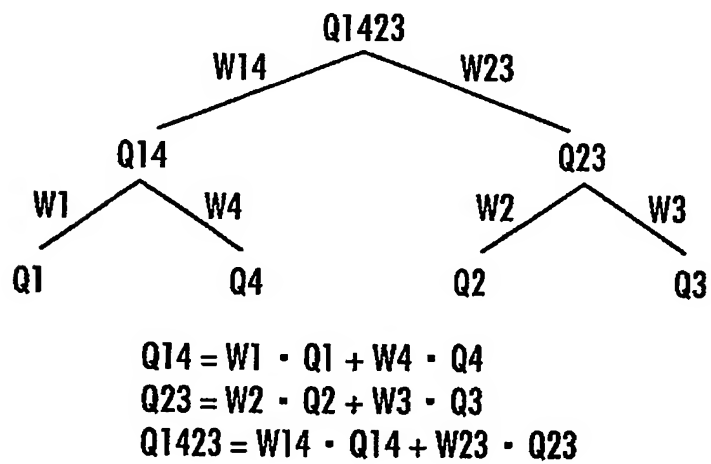 Q1423
W14 W23
Q14 Q23
W1 W4 W2 W3
Q1 Q4 Q2 Q3
Q14 = W1 · Q1 + W4 · Q4
Q23 = W2 · Q2 + W3 · Q3
Q1423 = W14 · Q14 + W23 · Q23